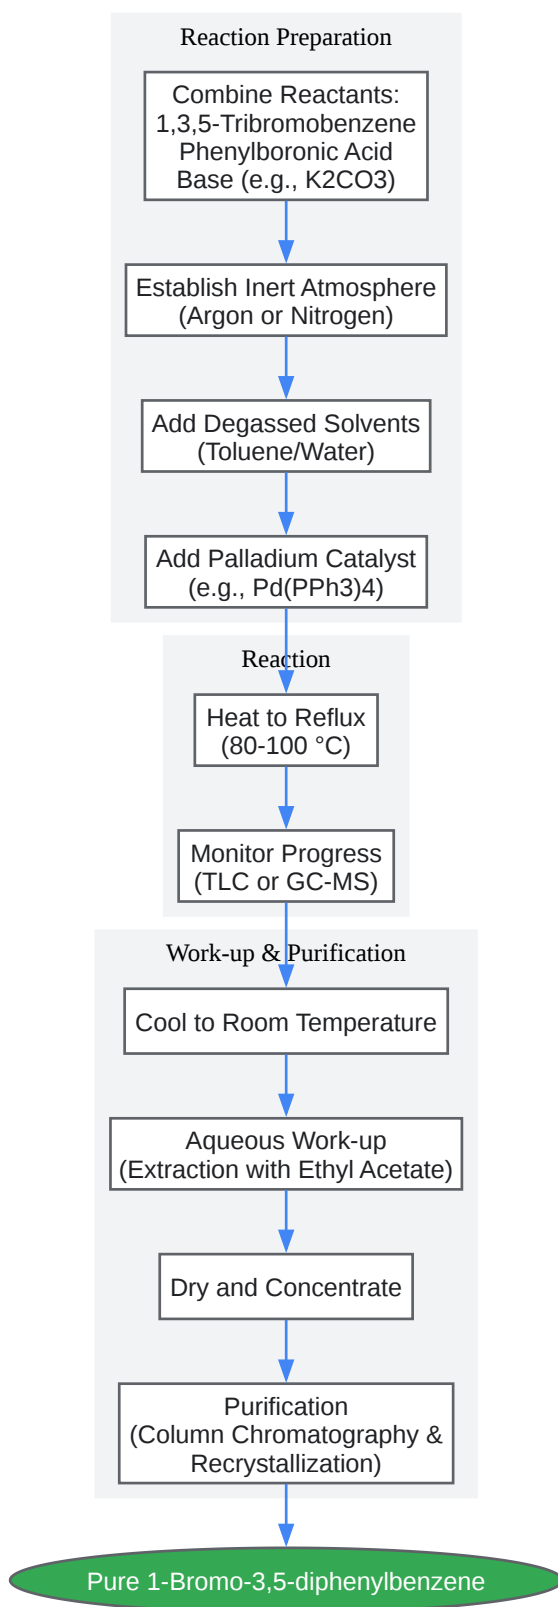 Reaction Preparation
Combine Reactants:
1,3,5-Tribromobenzene
Phenylboronic Acid
Base (e.g., K2CO3)
Establish Inert Atmosphere
(Argon or Nitrogen)
Add Degassed Solvents
(Toluene/Water)
Add Palladium Catalyst
(e.g., Pd(PPh3)4)
Reaction
Heat to Reflux
(80-100 °C)
Monitor Progress
(TLC or GC-MS)
Work-up & Purification
Cool to Room Temperature
Aqueous Work-up
(Extraction with Ethyl Acetate)
Dry and Concentrate
Purification
(Column Chromatography &
Recrystallization)
Pure 1-Bromo-3,5-diphenylbenzene